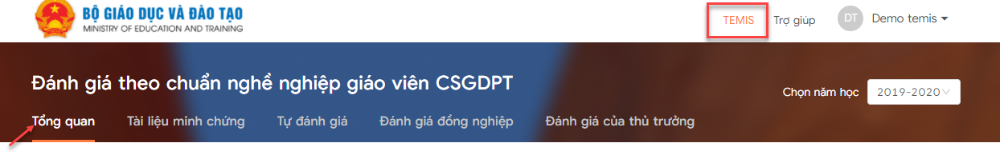 BỘ GIÁO DỤC VÀ ĐÀO TẠO
MINISTRY OF EDUCATION AND TRAINING
TEMIS Trợ giúp DT Demo temis
Đánh giá theo chuẩn nghề nghiệp giáo viên CSGDPT
Chọn năm học 2019-2020
Tổng quan Tài liệu minh chứng Tự đánh giá Đánh giá đồng nghiệp Đánh giá của thủ trưởng